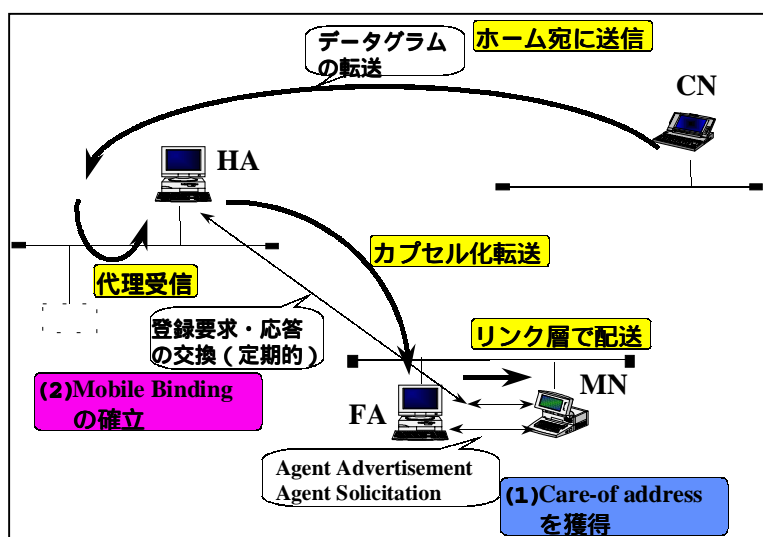 データグラム
の転送
ホーム宛に送信
CN
HA
カプセル化転送
代理受信
登録要求・応答
の交換（定期的）
リンク層で配送
(2)Mobile Binding
の確立
FA
MN
Agent Advertisement
Agent Solicitation
(1)Care-of address
を獲得